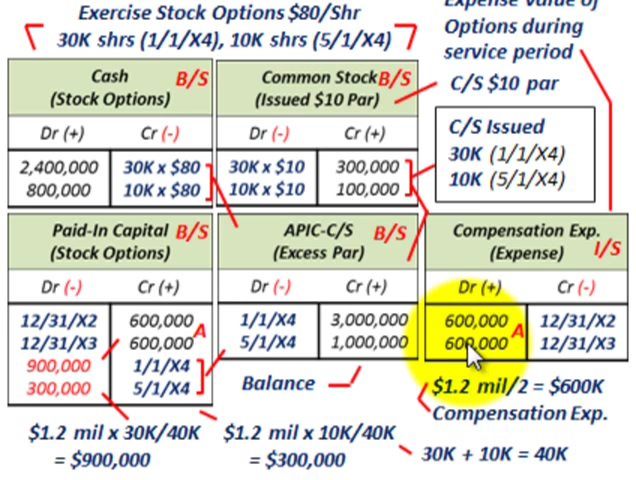 Expense Value of
Options during
service period
Exercise Stock Options $80/Shr
30K shrs (1/1/X4), 10K shrs (5/1/X4)
C/S $10 par
Cash B/S
(Stock Options)
Dr (+) Cr (-)
2,400,000 30K x $80
800,000 10K x $80
Common Stock B/S
(Issued $10 Par)
Dr (-) Cr (+)
30K x $10 300,000
10K x $10 100,000
C/S Issued
30K (1/1/X4)
10K (5/1/X4)
Paid-In Capital B/S
(Stock Options)
Dr (-) Cr (+)
12/31/X2 600,000
12/31/X3 600,000 A
900,000 1/1/X4
300,000 5/1/X4
APIC-C/S B/S
(Excess Par)
Dr (-) Cr (+)
1/1/X4 3,000,000
5/1/X4 1,000,000
Balance
Compensation Exp.
(Expense) I/S
Dr (+) Cr (-)
600,000 A 12/31/X2
600,000 12/31/X3
$1.2 mil/2 = $600K
Compensation Exp.
$1.2 mil x 30K/40K
= $900,000
$1.2 mil x 10K/40K
= $300,000
30K + 10K = 40K